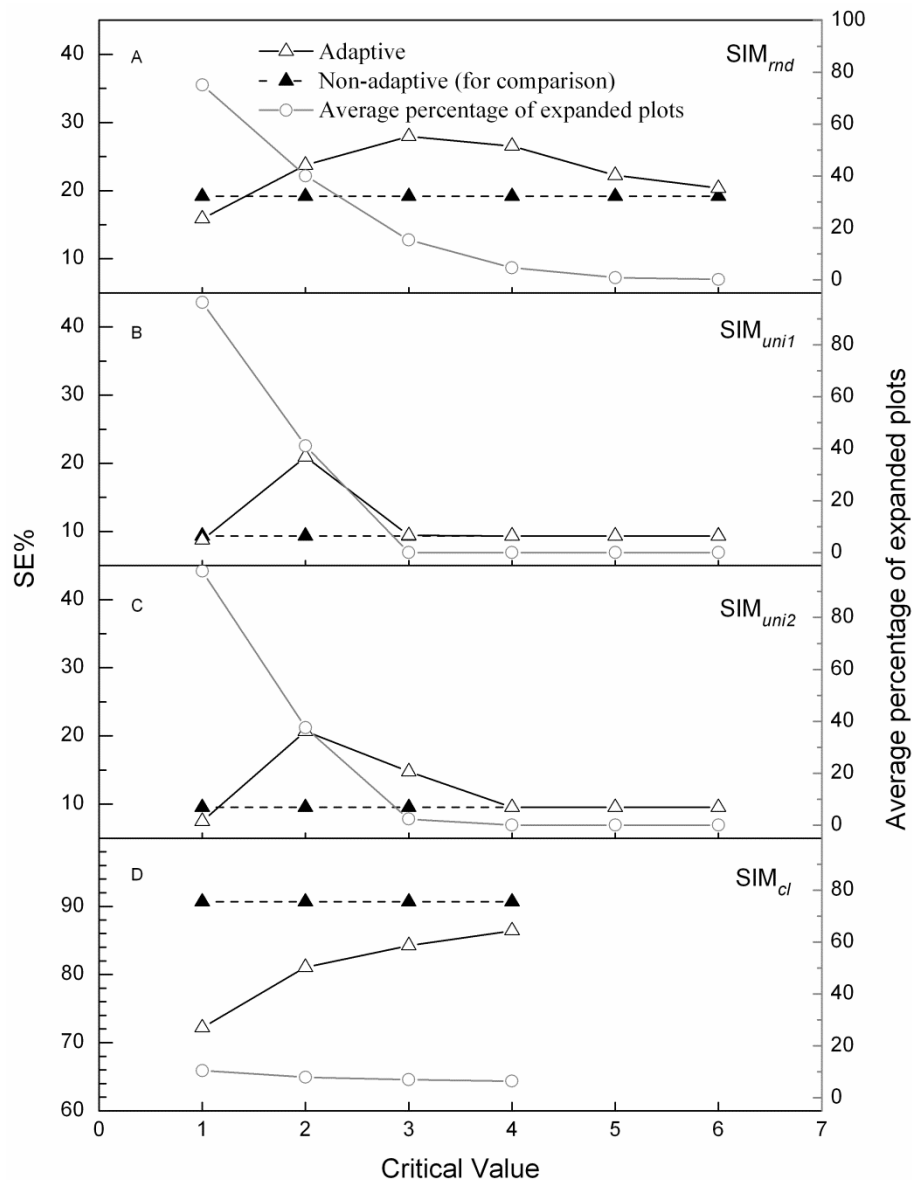 A
Adaptive
Non-adaptive (for comparison)
Average percentage of expanded plots
SIMrnd
40
30
20
10
100
80
60
40
20
0
B
SIMuni1
40
30
20
10
80
60
40
20
0
C
SIMuni2
40
30
20
10
80
60
40
20
0
D
SIMcl
90
80
70
60
80
60
40
20
0
SE%
Average percentage of expanded plots
0 1 2 3 4 5 6 7
Critical Value